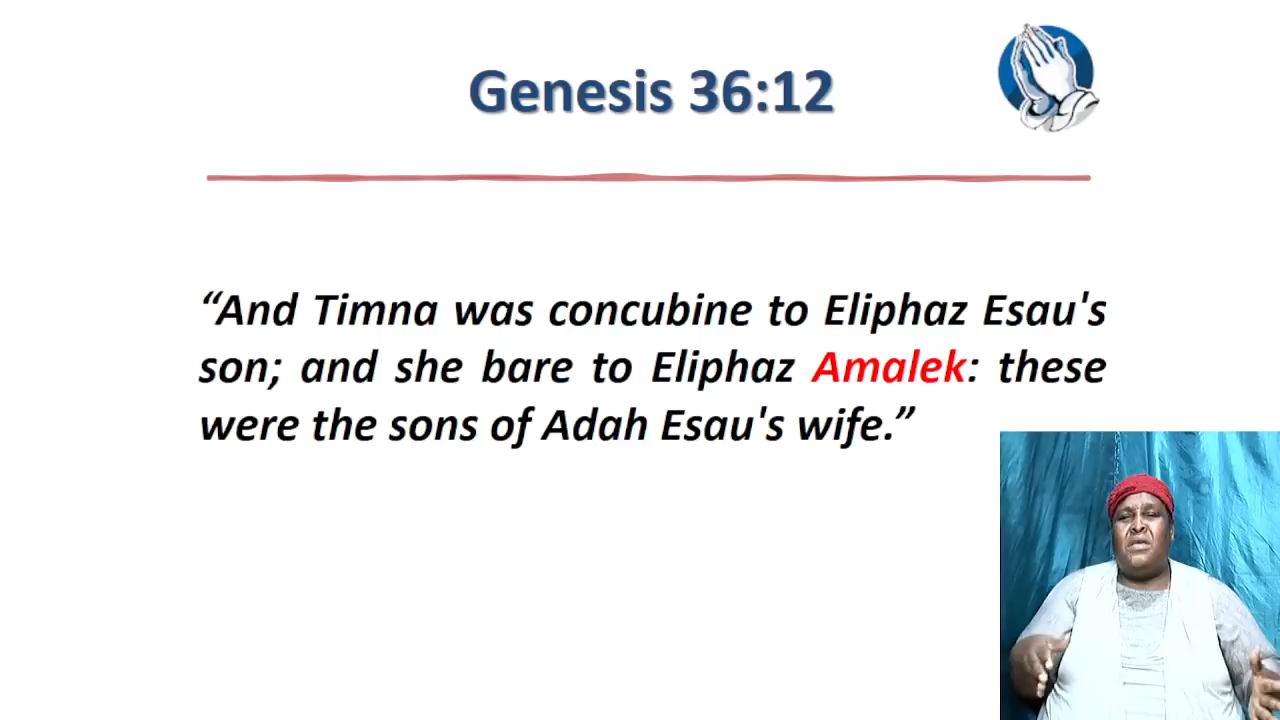 Genesis 36:12
“And Timna was concubine to Eliphaz Esau's
son; and she bare to Eliphaz Amalek: these
were the sons of Adah Esau's wife.”